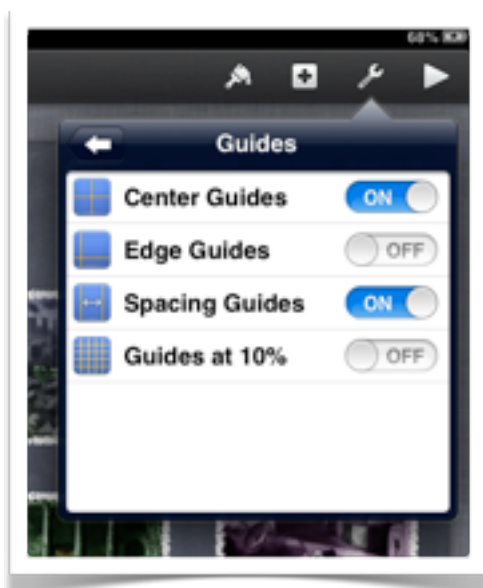 68%
Guides
Center Guides ON
Edge Guides OFF
Spacing Guides ON
Guides at 10% OFF